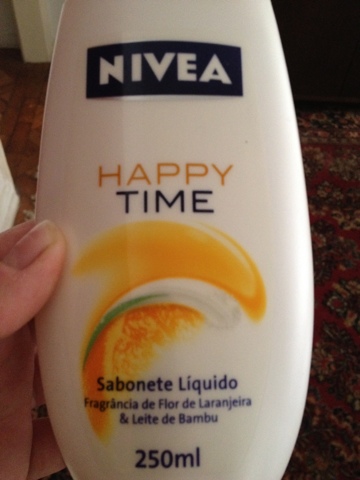 NIVEA
HAPPY
TIME
Sabonete Líquido
Fragrância de Flor de Laranjeira
& Leite de Bambu
250ml